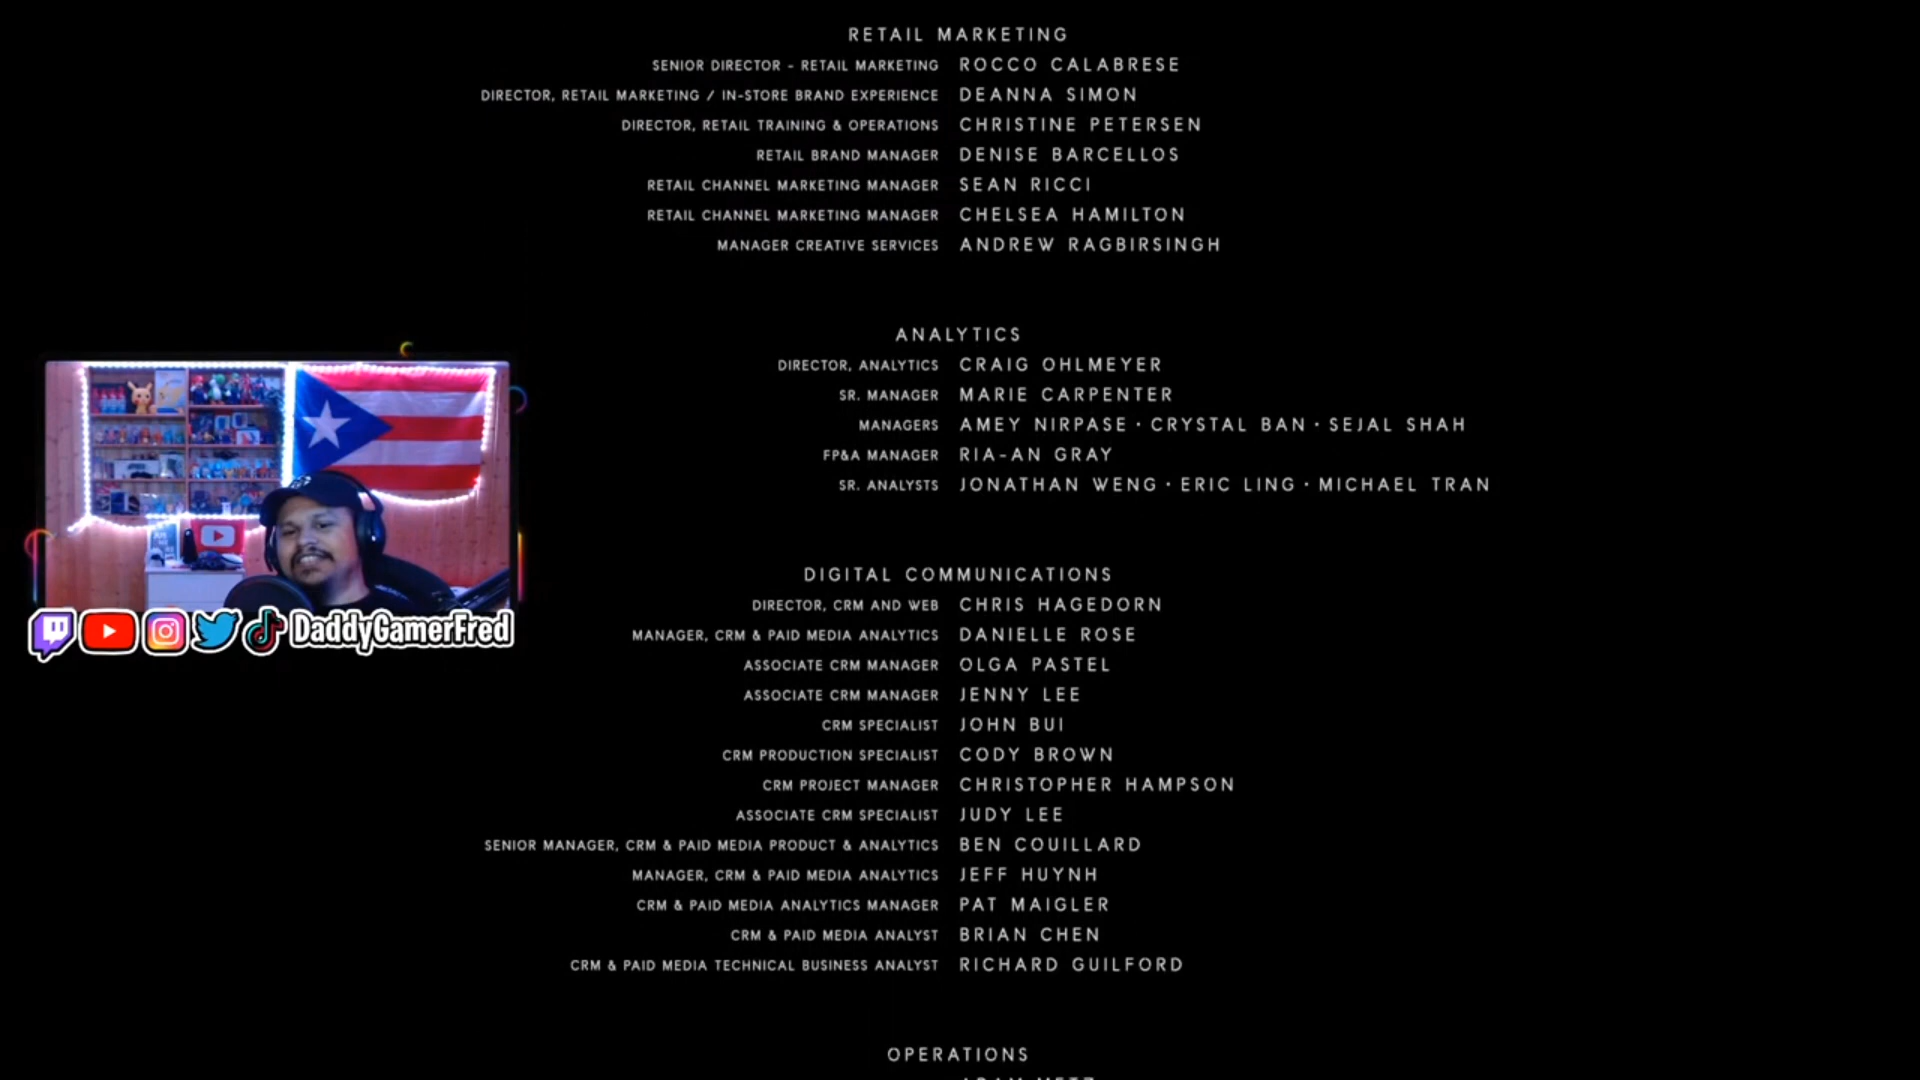 RETAIL MARKETING
SENIOR DIRECTOR - RETAIL MARKETING ROCCO CALABRESE
DIRECTOR, RETAIL MARKETING / IN-STORE BRAND EXPERIENCE DEANNA SIMON
DIRECTOR, RETAIL TRAINING & OPERATIONS CHRISTINE PETERSEN
RETAIL BRAND MANAGER DENISE BARCELLOS
RETAIL CHANNEL MARKETING MANAGER SEAN RICCI
RETAIL CHANNEL MARKETING MANAGER CHELSEA HAMILTON
MANAGER CREATIVE SERVICES ANDREW RAGBIRSINGH
ANALYTICS
DIRECTOR, ANALYTICS CRAIG OHLMEYER
SR. MANAGER MARIE CARPENTER
MANAGERS AMEY NIRPASE · CRYSTAL BAN · SEJAL SHAH
FP&A MANAGER RIA-AN GRAY
SR. ANALYSTS JONATHAN WENG · ERIC LING · MICHAEL TRAN
DIGITAL COMMUNICATIONS
DIRECTOR, CRM AND WEB CHRIS HAGEDORN
MANAGER, CRM & PAID MEDIA ANALYTICS DANIELLE ROSE
ASSOCIATE CRM MANAGER OLGA PASTEL
ASSOCIATE CRM MANAGER JENNY LEE
CRM SPECIALIST JOHN BUI
CRM PRODUCTION SPECIALIST CODY BROWN
CRM PROJECT MANAGER CHRISTOPHER HAMPSON
ASSOCIATE CRM SPECIALIST JUDY LEE
SENIOR MANAGER, CRM & PAID MEDIA PRODUCT & ANALYTICS BEN COUILLARD
MANAGER, CRM & PAID MEDIA ANALYTICS JEFF HUYNH
CRM & PAID MEDIA ANALYTICS MANAGER PAT MAIGLER
CRM & PAID MEDIA ANALYST BRIAN CHEN
CRM & PAID MEDIA TECHNICAL BUSINESS ANALYST RICHARD GUILFORD
OPERATIONS
DaddyGamerFred